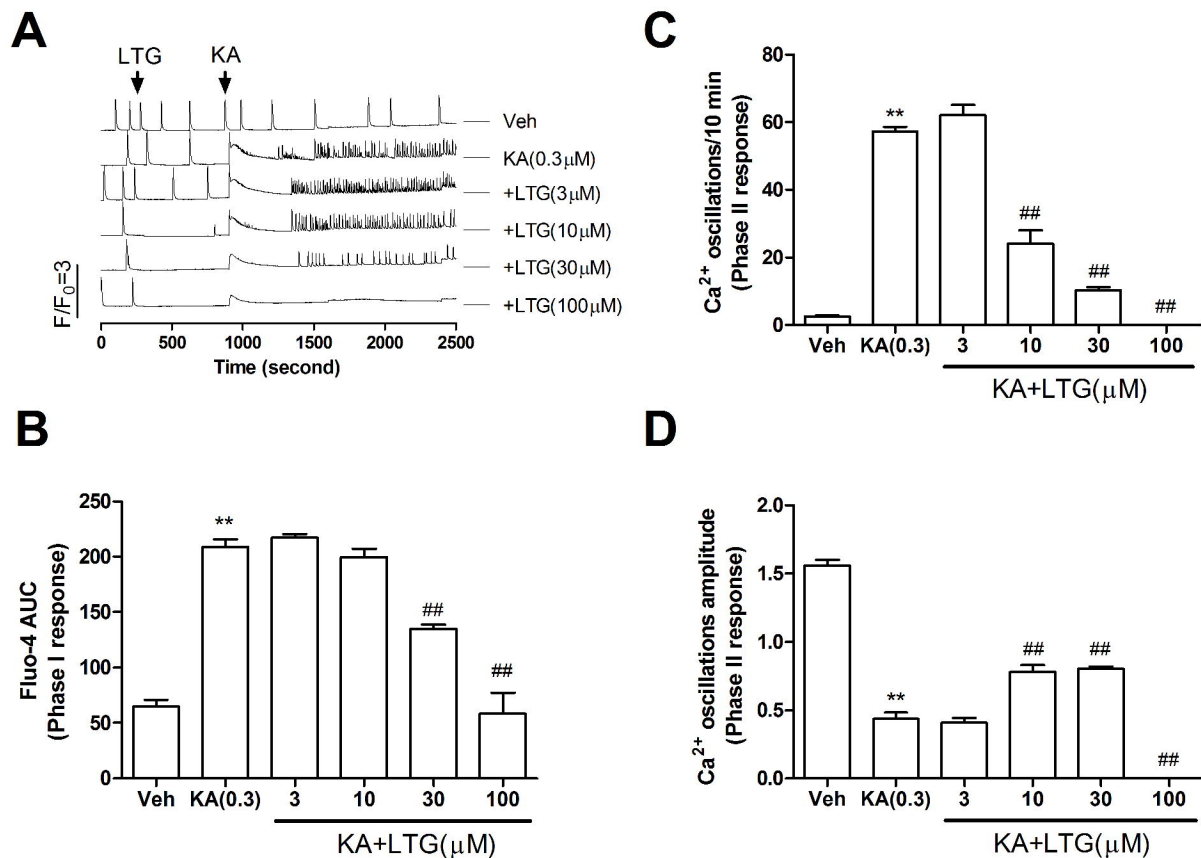 A
LTG KA
Veh
KA(0.3µM)
+LTG(3µM)
+LTG(10µM)
+LTG(30µM)
+LTG(100µM)
F/F0=3
0 500 1000 1500 2000 2500
Time (second)
B
Fluo-4 AUC
(Phase I response)
250
200
150
100
50
0
**
##
##
Veh KA(0.3) 3 10 30 100
KA+LTG(µM)
C
Ca2+ oscillations/10 min
(Phase II response)
80
60
40
20
0
**
##
##
##
Veh KA(0.3) 3 10 30 100
KA+LTG(µM)
D
Ca2+ oscillations amplitude
(Phase II response)
2.0
1.5
1.0
0.5
0.0
**
##
##
##
Veh KA(0.3) 3 10 30 100
KA+LTG(µM)